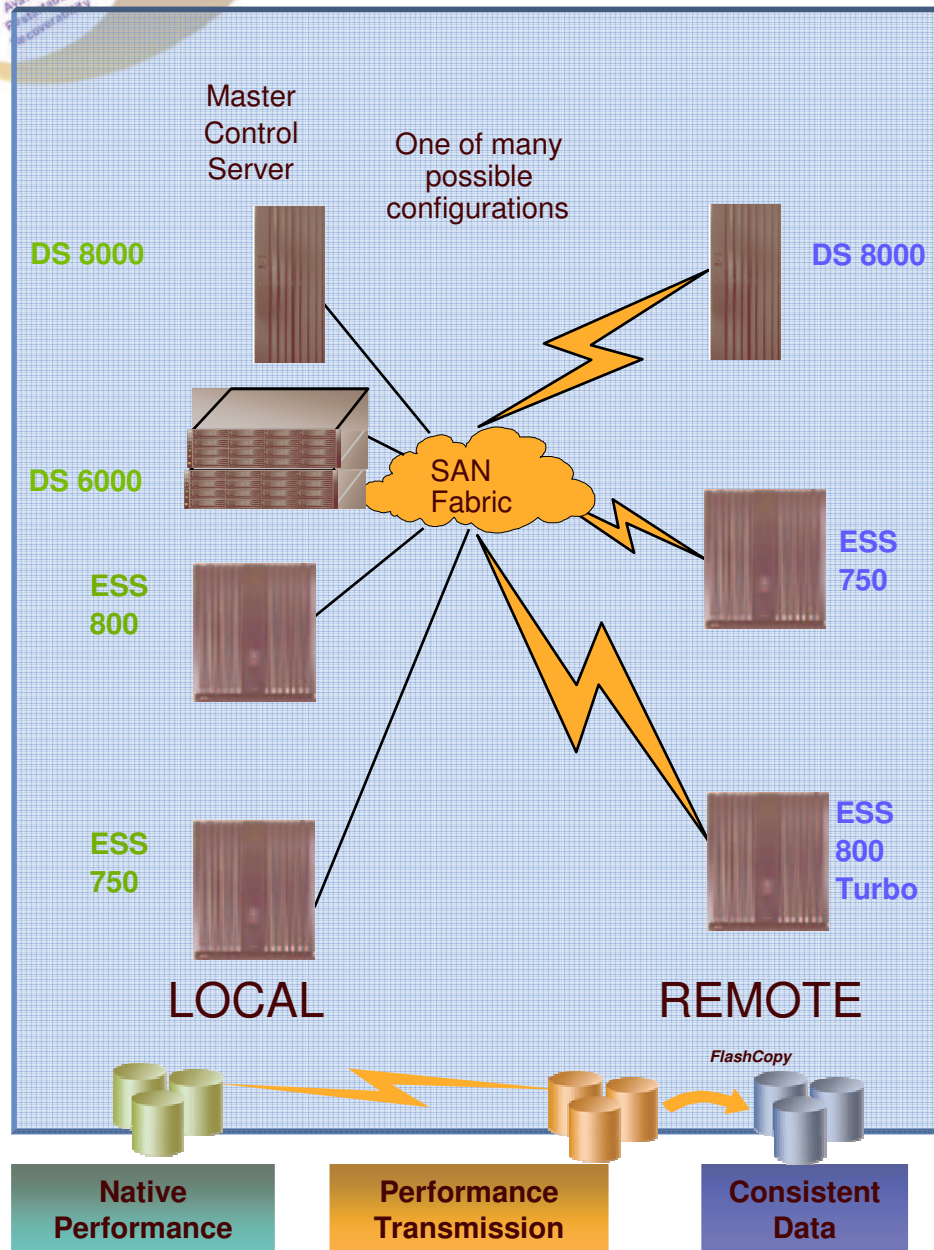 Recoverability
Master
Control
Server
One of many
possible
configurations
DS 8000
DS 8000
DS 6000
SAN
Fabric
ESS
750
ESS
800
ESS
750
ESS
800
Turbo
LOCAL
REMOTE
FlashCopy
Native
Performance
Performance
Transmission
Consistent
Data